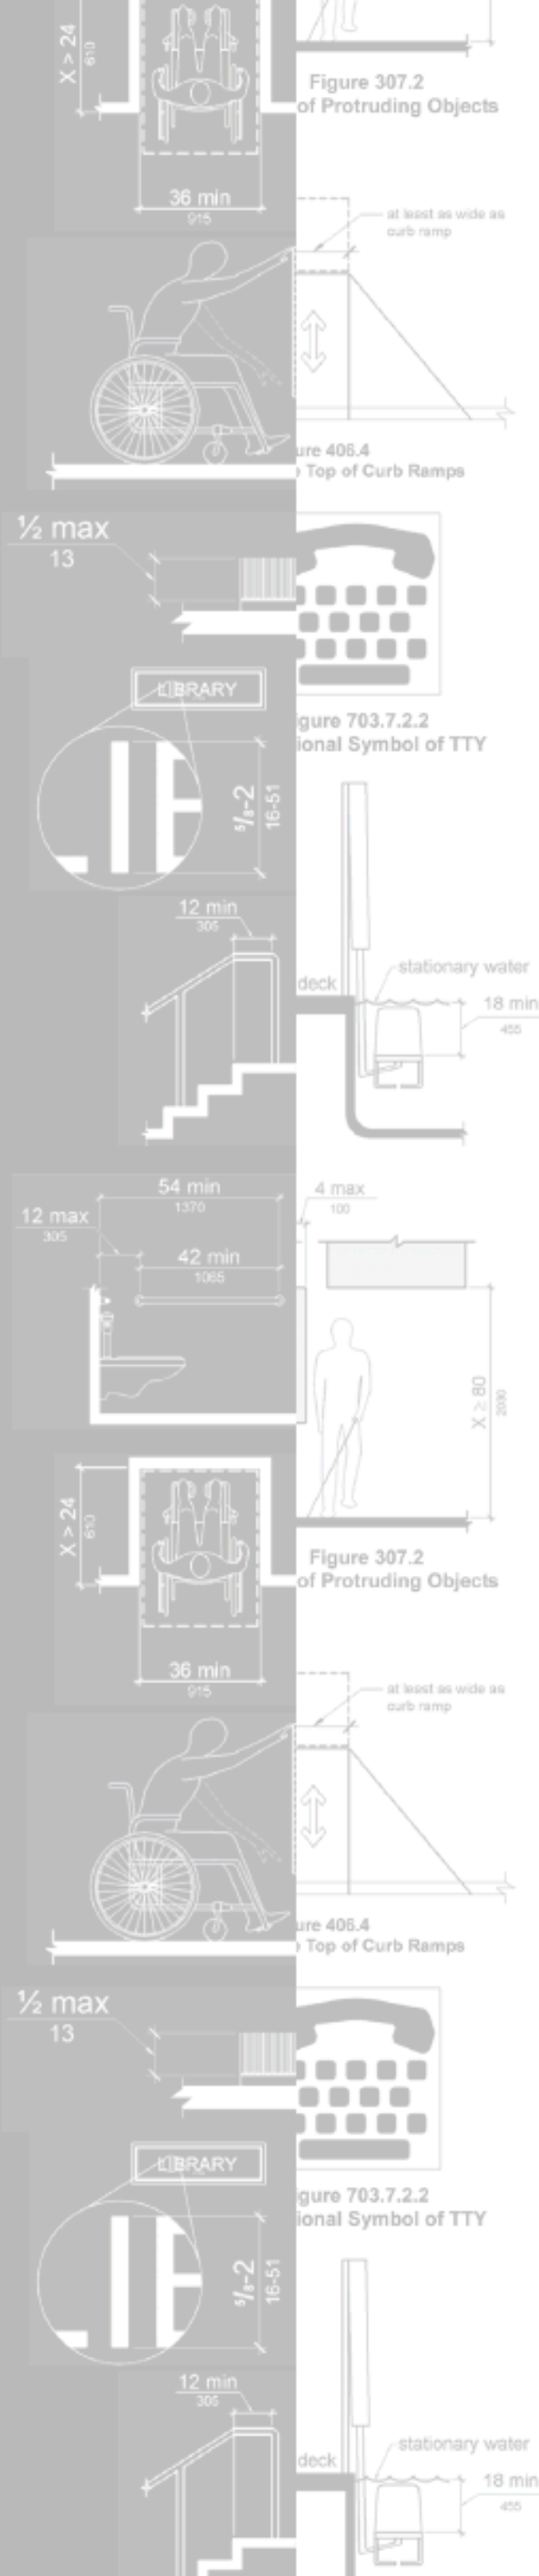 X > 24
610
Figure 307.2
of Protruding Objects
36 min
915
at least as wide as
curb ramp
ure 406.4
Top of Curb Ramps
½ max
13
LIBRARY
gure 703.7.2.2
ional Symbol of TTY
5/8-2
16-51
12 min
305
stationary water
deck
18 min
455
54 min
1370
4 max
100
12 max
305
42 min
1065
X ≥ 80
2030
X > 24
610
Figure 307.2
of Protruding Objects
36 min
915
at least as wide as
curb ramp
ure 406.4
Top of Curb Ramps
½ max
13
LIBRARY
gure 703.7.2.2
ional Symbol of TTY
5/8-2
16-51
12 min
305
stationary water
deck
18 min
455